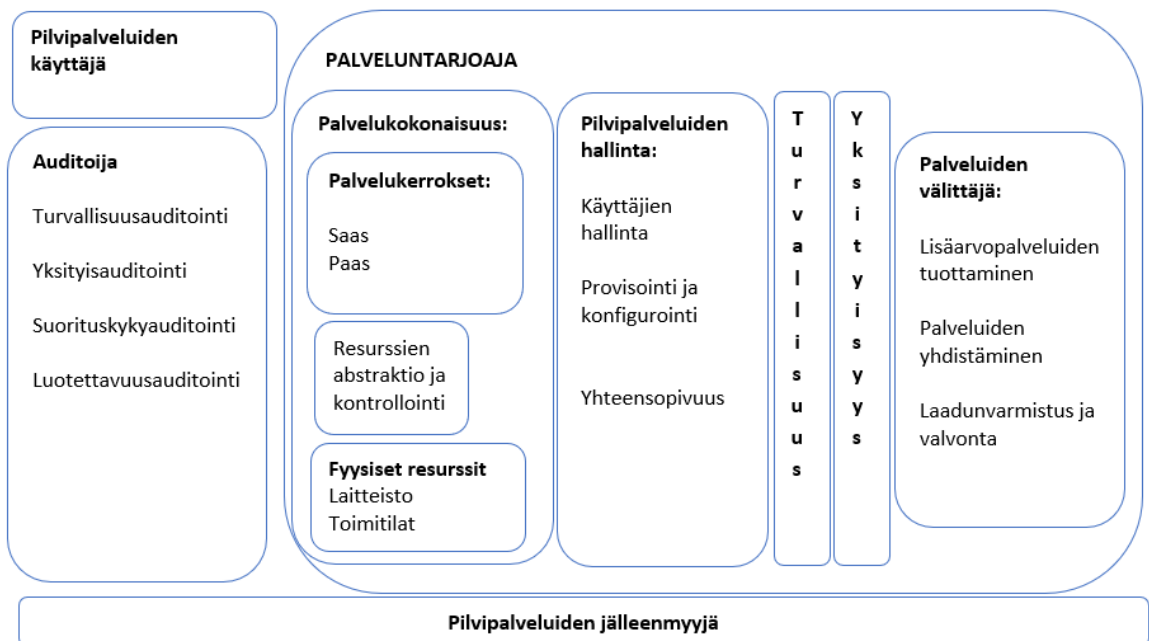 Pilvipalveluiden
käyttäjä
Auditoija
Turvallisuusauditointi
Yksityisauditointi
Suorituskykyauditointi
Luotettavuusauditointi
PALVELUNTARJOAJA
Palvelukokonaisuus:
Palvelukerrokset:
Saas
Paas
Resurssien
abstraktio ja
kontrollointi
Fyysiset resurssit
Laitteisto
Toimitilat
Pilvipalveluiden
hallinta:
Käyttäjien
hallinta
Provisointi ja
konfigurointi
Yhteensopivuus
Turvallisuus
Yksityisyys
Palveluiden
välittäjä:
Lisäarvopalveluiden
tuottaminen
Palveluiden
yhdistäminen
Laadunvarmistus ja
valvonta
Pilvipalveluiden jälleenmyyjä